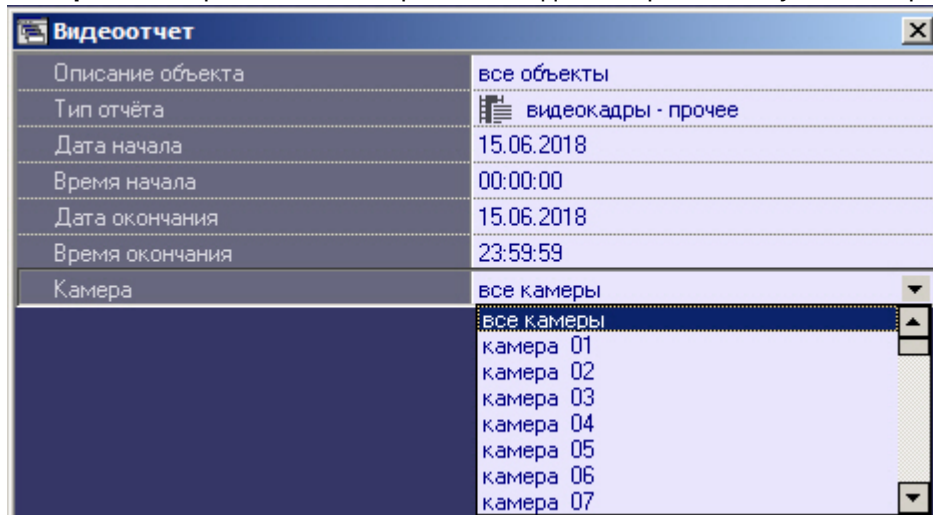 Видеоотчет
Описание объекта все объекты
Тип отчёта видеокадры - прочее
Дата начала 15.06.2018
Время начала 00:00:00
Дата окончания 15.06.2018
Время окончания 23:59:59
Камера все камеры
все камеры
камера 01
камера 02
камера 03
камера 04
камера 05
камера 06
камера 07